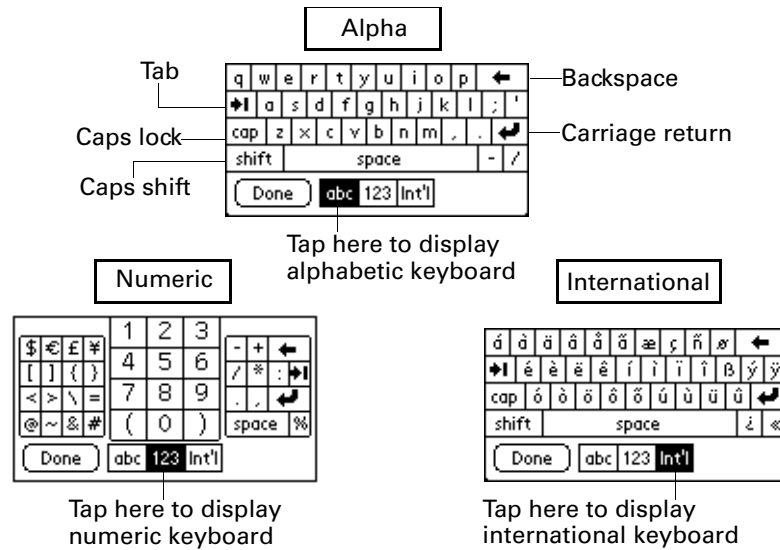 Alpha
Tab
q w e r t y u i o p
Backspace
a s d f g h j k l ; '
Caps lock
cap z x c v b n m , .
Carriage return
shift space - /
Caps shift
Done abc 123 Int'l
Tap here to display
alphabetic keyboard
Numeric
$ € £ ¥ 1 2 3 - +
[ ] { } 4 5 6 / * :
< > \ = 7 8 9 . ,
@ ~ & # ( 0 ) space %
Done abc 123 Int'l
Tap here to display
numeric keyboard
International
á à ä â å ã æ ç ñ ø
é è ë ê í ì ï î ß ý ÿ
cap ó ò ö ô õ ú ù ü û
shift space ¿ «
Done abc 123 Int'l
Tap here to display
international keyboard